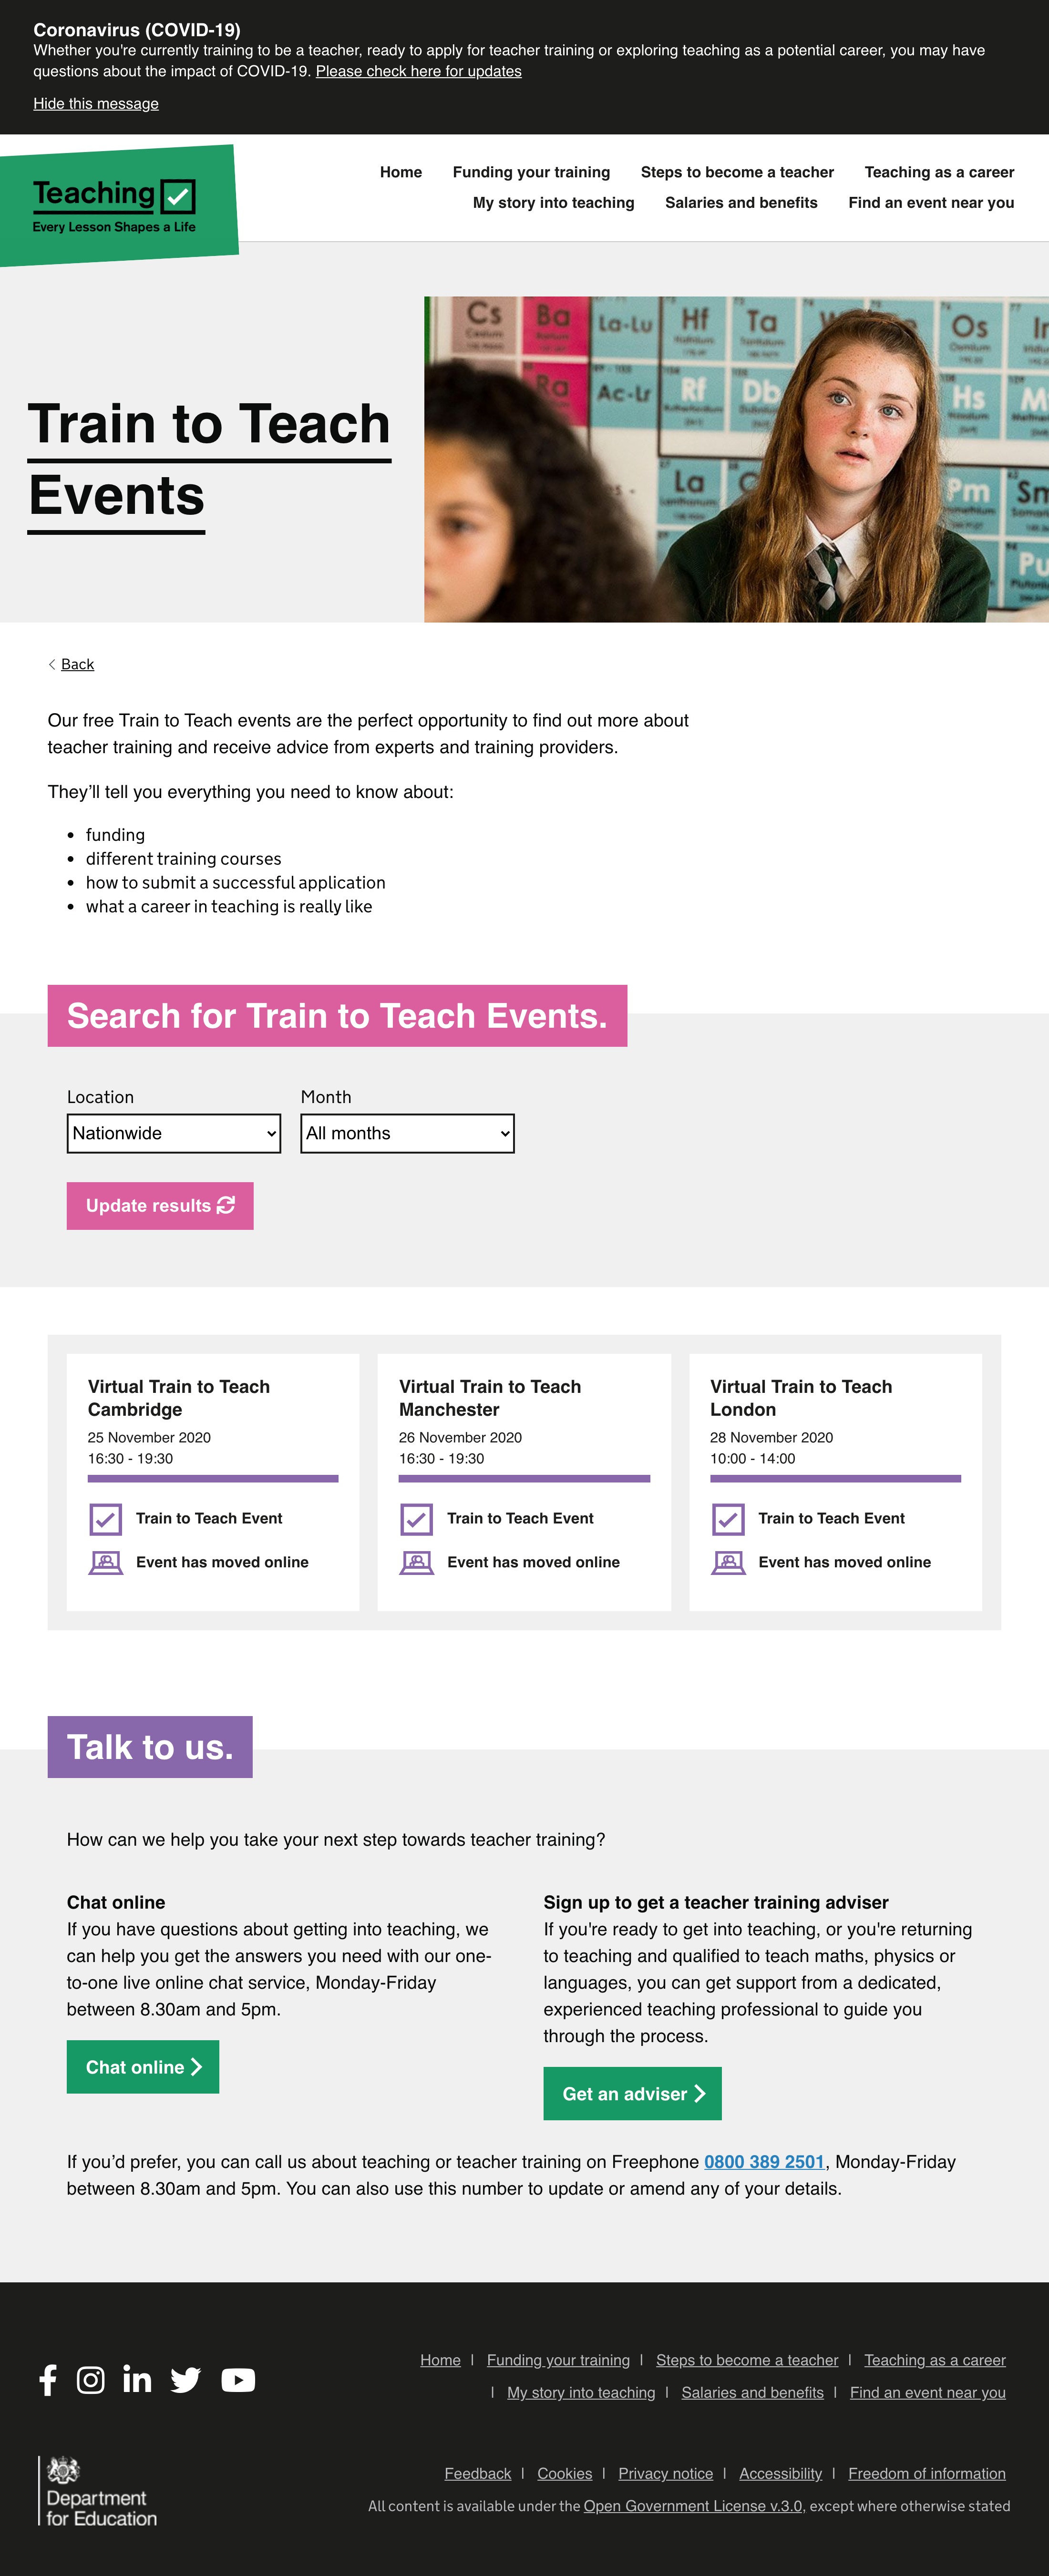 Coronavirus (COVID-19)
Whether you're currently training to be a teacher, ready to apply for teacher training or exploring teaching as a potential career, you may have
questions about the impact of COVID-19. Please check here for updates
Hide this message
Teaching
Every Lesson Shapes a Life
Home Funding your training Steps to become a teacher Teaching as a career
My story into teaching Salaries and benefits Find an event near you
Cs Ba La-Lu Hf Ta Os
Ra Ac-Lr Rf Db Hs
La Pm Sm
Pu
Train to Teach
Events
Back
Our free Train to Teach events are the perfect opportunity to find out more about
teacher training and receive advice from experts and training providers.
They’ll tell you everything you need to know about:
• funding
• different training courses
• how to submit a successful application
• what a career in teaching is really like
Search for Train to Teach Events.
Location Month
Nationwide All months
Update results
Virtual Train to Teach
Cambridge
25 November 2020
16:30 - 19:30
Train to Teach Event
Event has moved online
Virtual Train to Teach
Manchester
26 November 2020
16:30 - 19:30
Train to Teach Event
Event has moved online
Virtual Train to Teach
London
28 November 2020
10:00 - 14:00
Train to Teach Event
Event has moved online
Talk to us.
How can we help you take your next step towards teacher training?
Chat online
If you have questions about getting into teaching, we
can help you get the answers you need with our one-
to-one live online chat service, Monday-Friday
between 8.30am and 5pm.
Chat online
Sign up to get a teacher training adviser
If you're ready to get into teaching, or you're returning
to teaching and qualified to teach maths, physics or
languages, you can get support from a dedicated,
experienced teaching professional to guide you
through the process.
Get an adviser
If you’d prefer, you can call us about teaching or teacher training on Freephone 0800 389 2501, Monday-Friday
between 8.30am and 5pm. You can also use this number to update or amend any of your details.
Home | Funding your training | Steps to become a teacher | Teaching as a career
| My story into teaching | Salaries and benefits | Find an event near you
Department
for Education
Feedback | Cookies | Privacy notice | Accessibility | Freedom of information
All content is available under the Open Government License v.3.0, except where otherwise stated